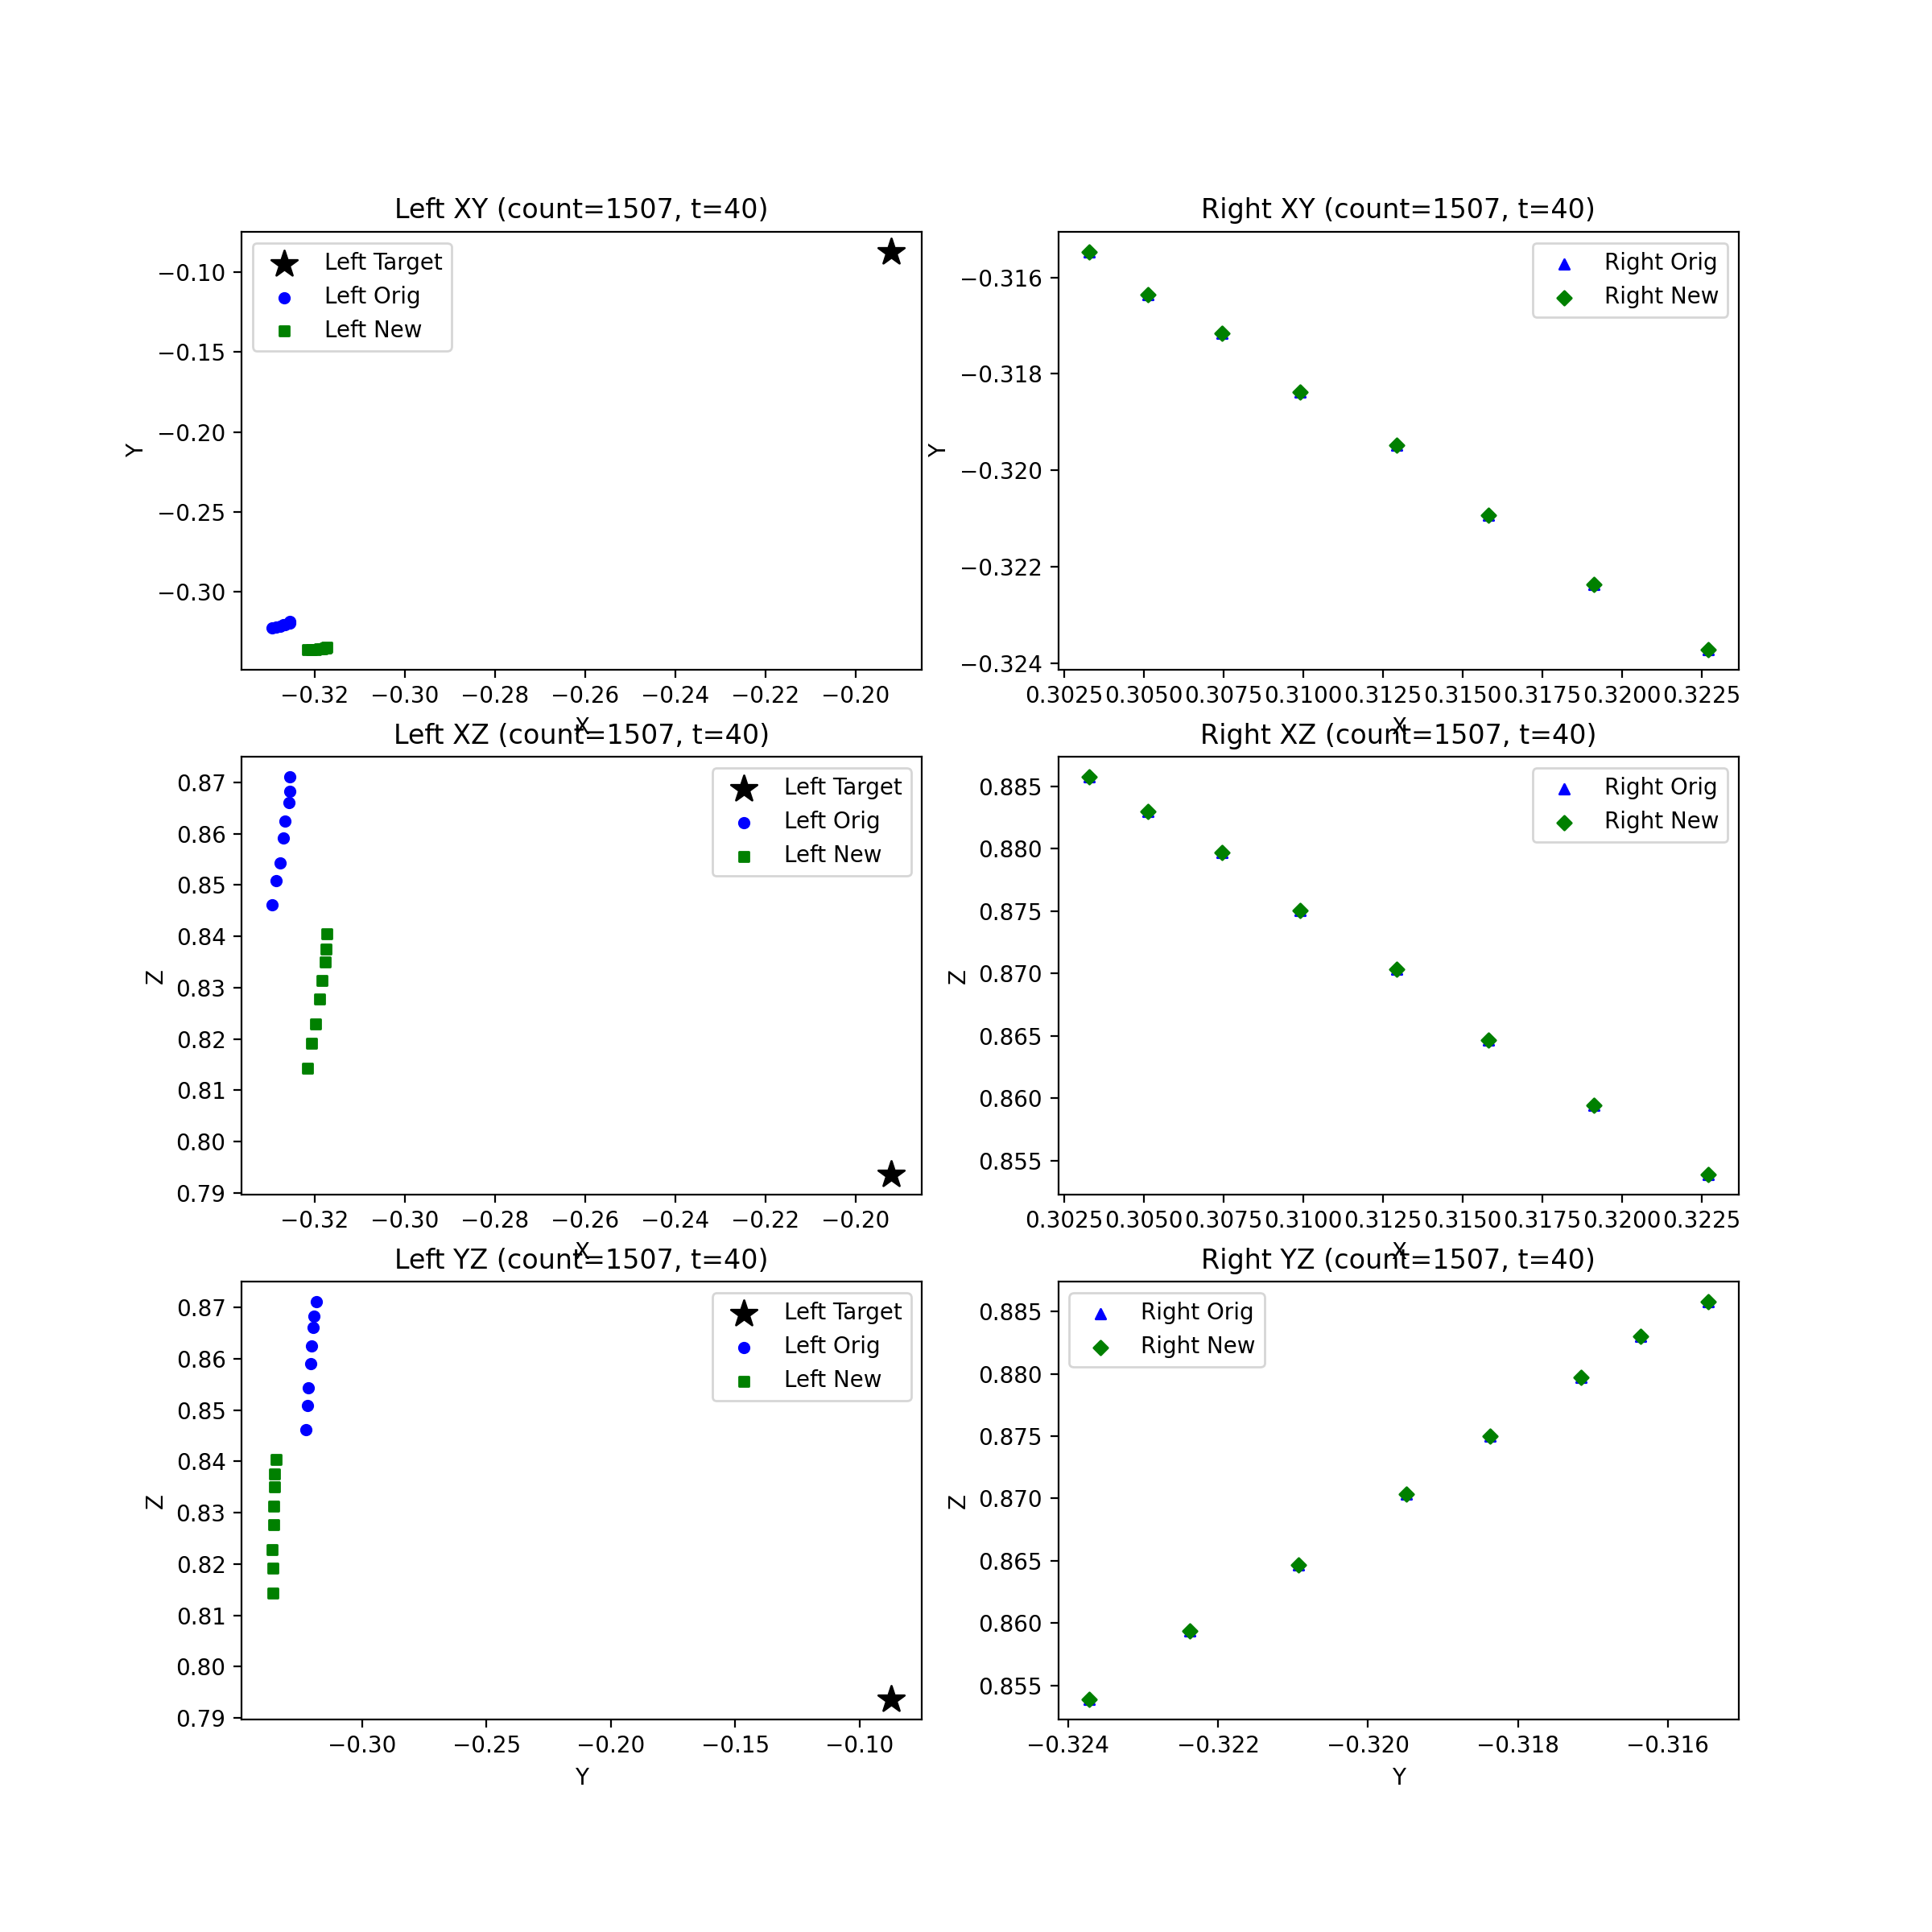 Left XY (count=1507, t=40)
Left Target
Left Orig
Left New
−0.10
−0.15
−0.20
−0.25
−0.30
Y
−0.32 −0.30 −0.28 −0.26 −0.24 −0.22 −0.20
X
Right XY (count=1507, t=40)
Right Orig
Right New
−0.316
−0.318
−0.320
−0.322
−0.324
Y
0.3025 0.3050 0.3075 0.3100 0.3125 0.3150 0.3175 0.3200 0.3225
X
Left XZ (count=1507, t=40)
Left Target
Left Orig
Left New
0.87
0.86
0.85
0.84
0.83
0.82
0.81
0.80
0.79
Z
−0.32 −0.30 −0.28 −0.26 −0.24 −0.22 −0.20
X
Right XZ (count=1507, t=40)
Right Orig
Right New
0.885
0.880
0.875
0.870
0.865
0.860
0.855
Z
0.3025 0.3050 0.3075 0.3100 0.3125 0.3150 0.3175 0.3200 0.3225
X
Left YZ (count=1507, t=40)
Left Target
Left Orig
Left New
0.87
0.86
0.85
0.84
0.83
0.82
0.81
0.80
0.79
Z
−0.30 −0.25 −0.20 −0.15 −0.10
Y
Right YZ (count=1507, t=40)
Right Orig
Right New
0.885
0.880
0.875
0.870
0.865
0.860
0.855
Z
−0.324 −0.322 −0.320 −0.318 −0.316
Y